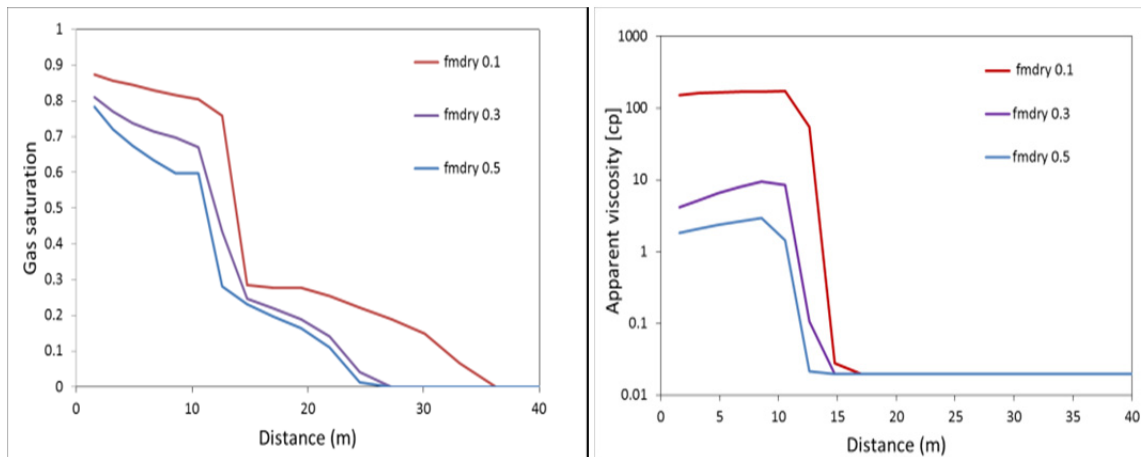 Gas saturation
1
0.9
0.8
0.7
0.6
0.5
0.4
0.3
0.2
0.1
0
0 10 20 30 40
Distance (m)
fmdry 0.1
fmdry 0.3
fmdry 0.5
Apparent viscosity [cp]
1000
100
10
1
0.1
0.01
0 5 10 15 20 25 30 35 40
Distance (m)
fmdry 0.1
fmdry 0.3
fmdry 0.5